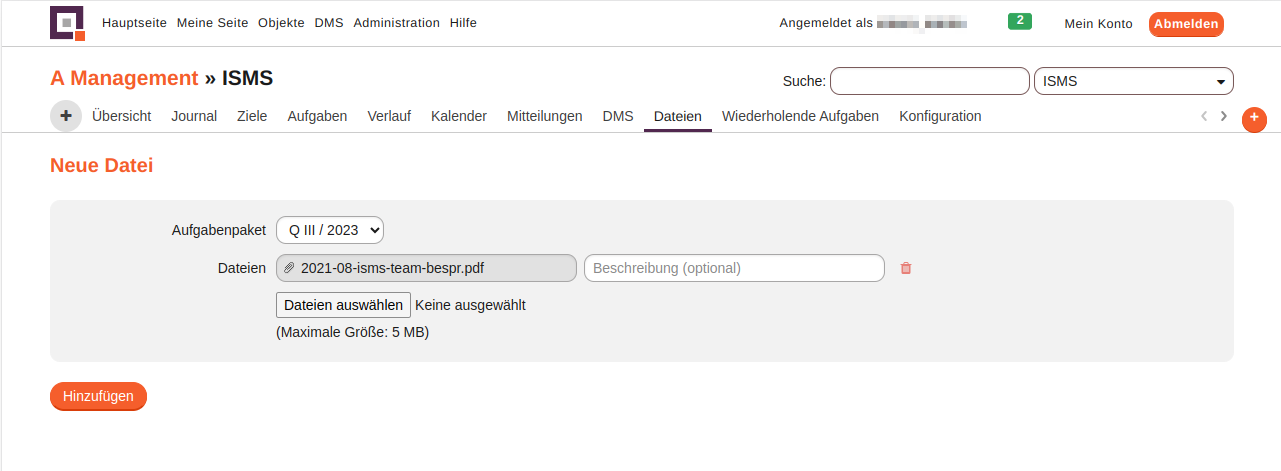 Hauptseite Meine Seite Objekte DMS Administration Hilfe Angemeldet als 2 Mein Konto Abmelden
A Management » ISMS Suche: ISMS
+ Übersicht Journal Ziele Aufgaben Verlauf Kalender Mitteilungen DMS Dateien Wiederholende Aufgaben Konfiguration +
Neue Datei
Aufgabenpaket Q III / 2023
Dateien 2021-08-isms-team-bespr.pdf Beschreibung (optional)
Dateien auswählen Keine ausgewählt
(Maximale Größe: 5 MB)
Hinzufügen